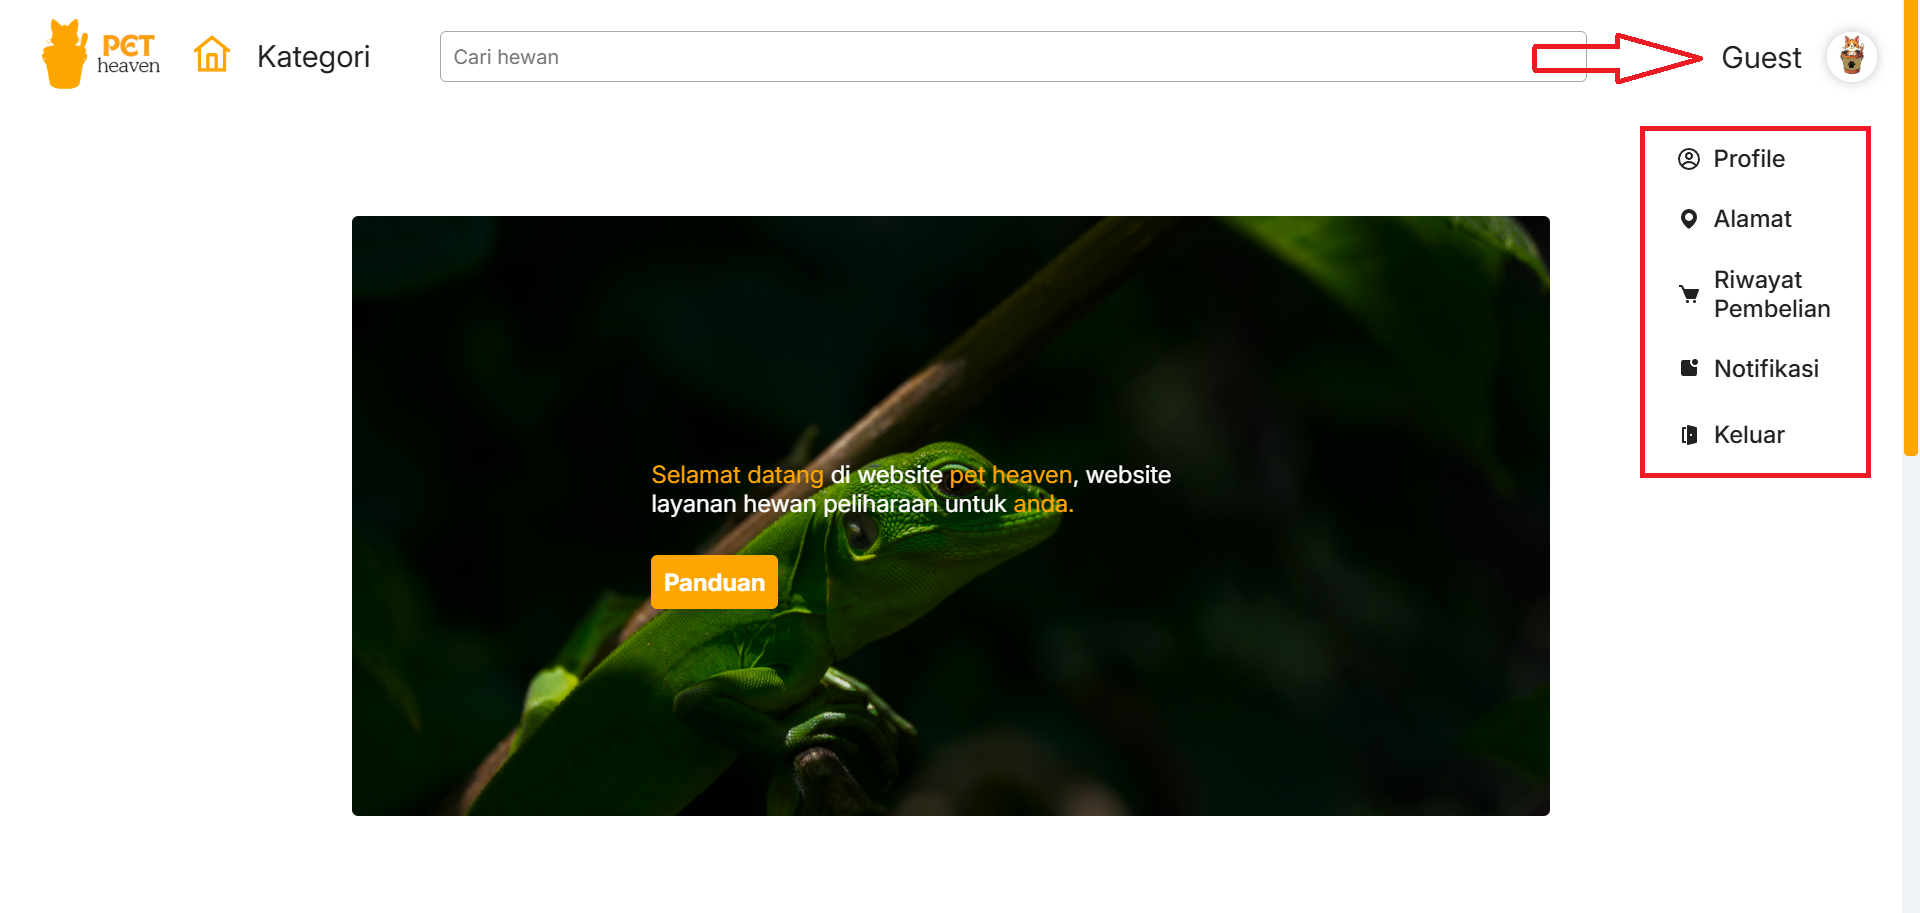 PET
heaven
Kategori
Cari hewan
Guest
Profile
Alamat
Riwayat
Pembelian
Notifikasi
Keluar
Selamat datang di website pet heaven, website
layanan hewan peliharaan untuk anda.
Panduan